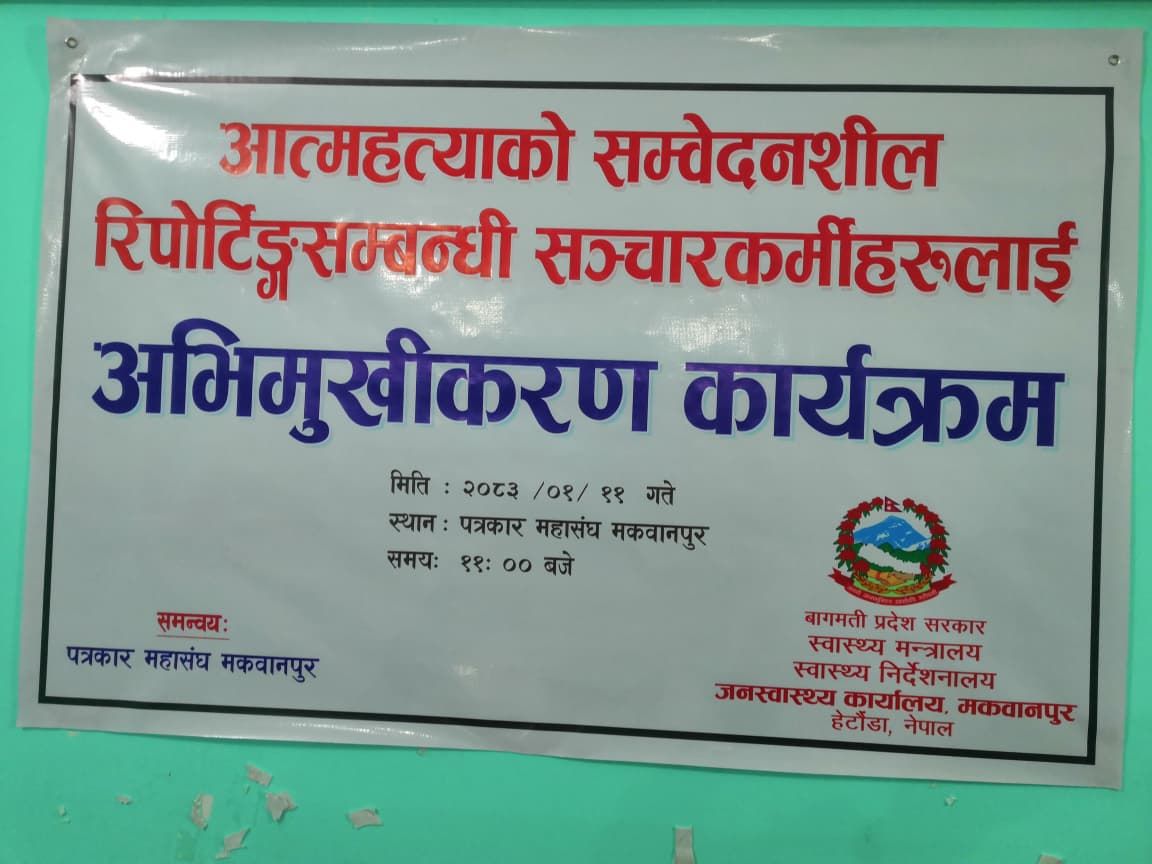 आत्महत्याको सम्वेदनशील
रिपोर्टिङ्गसम्बन्धी सञ्चारकर्मीहरुलाई
अभिमुखीकरण कार्यक्रम
मिति : २०८३ /०१/ ११ गते
स्थान : पत्रकार महासंघ मकवानपुर
समयः ११ः ०० बजे
समन्वयः
पत्रकार महासंघ मकवानपुर
बागमती प्रदेश सरकार
स्वास्थ्य मन्त्रालय
स्वास्थ्य निर्देशनालय
जनस्वास्थ्य कार्यालय, मकवानपुर
हेटौंडा, नेपाल